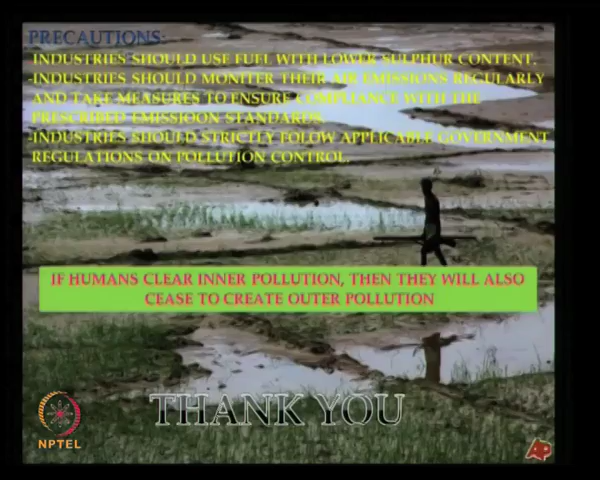 PRECAUTIONS:
INDUSTRIES SHOULD USE FUEL WITH LOWER SULPHUR CONTENT.
-INDUSTRIES SHOULD MONITER THEIR AIR EMISSIONS REGULARLY
AND TAKE MEASURES TO ENSURE COMPLIANCE WITH THE
PRESCRIBED EMISSIOON STANDARDS.
-INDUSTRIES SHOULD STRICTLY FOLOW APPLICABLE GOVERNMENT
REGULATIONS ON POLLUTION CONTROL.
IF HUMANS CLEAR INNER POLLUTION, THEN THEY WILL ALSO
CEASE TO CREATE OUTER POLLUTION
THANK YOU
NPTEL
AP